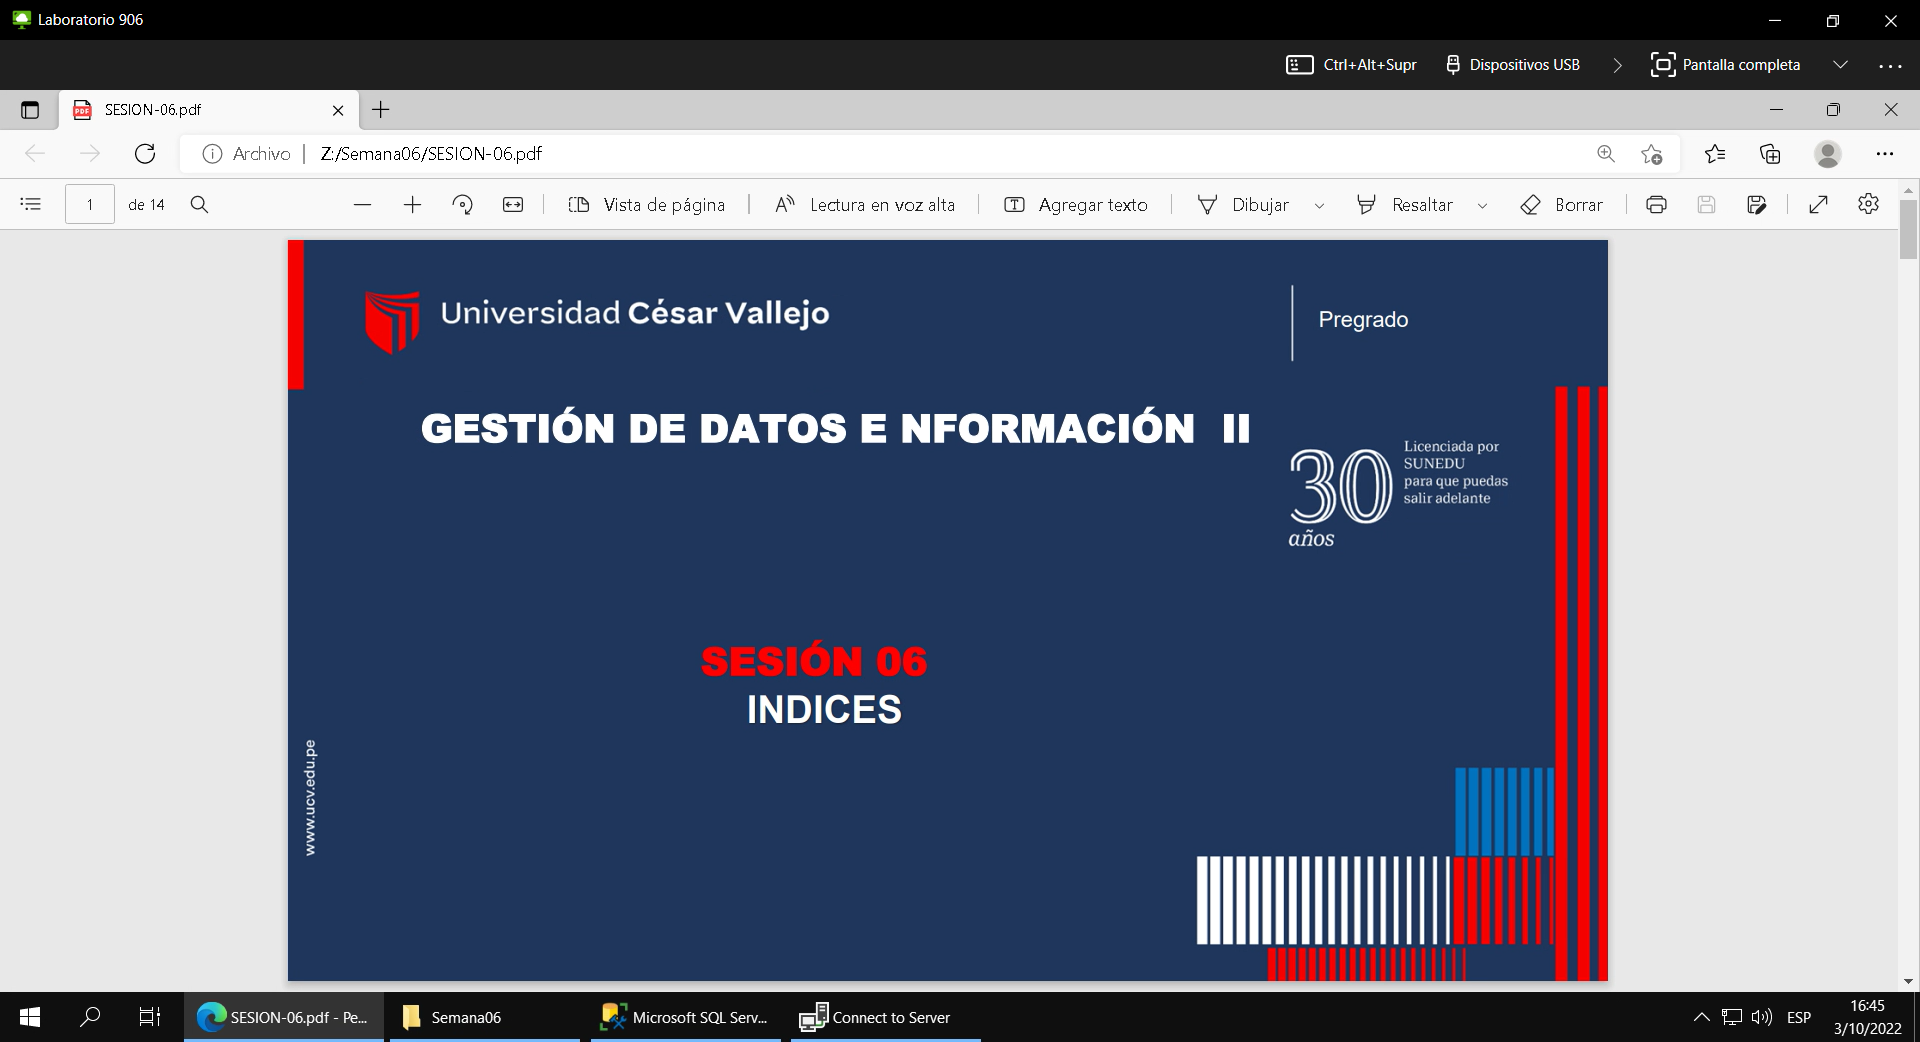 Laboratorio 906
Ctrl+Alt+Supr
Dispositivos USB
Pantalla completa
SESION-06.pdf
Archivo
Z:/Semana06/SESION-06.pdf
1
de 14
Vista de página
Lectura en voz alta
Agregar texto
Dibujar
Resaltar
Borrar
Universidad César Vallejo
Pregrado
GESTIÓN DE DATOS E NFORMACIÓN II
30
años
Licenciada por
SUNEDU
para que puedas
salir adelante
SESIÓN 06
INDICES
www.ucv.edu.pe
SESION-06.pdf - Pe...
Semana06
Microsoft SQL Serv...
Connect to Server
ESP
16:45
3/10/2022